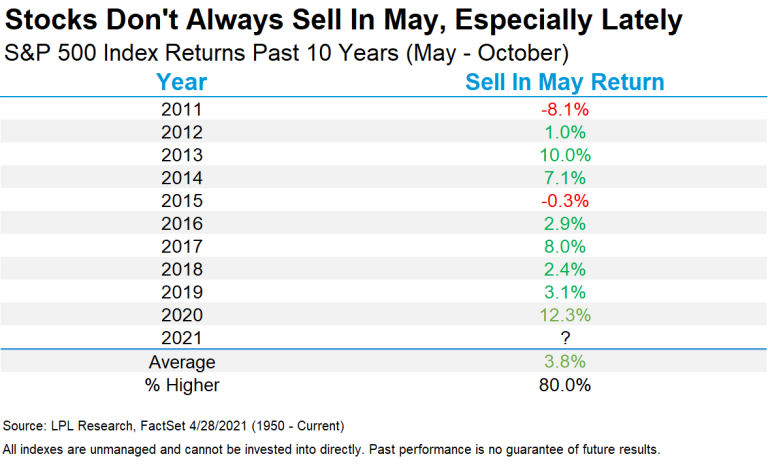 Stocks Don't Always Sell In May, Especially Lately
S&P 500 Index Returns Past 10 Years (May - October)
Year Sell In May Return
2011 -8.1%
2012 1.0%
2013 10.0%
2014 7.1%
2015 -0.3%
2016 2.9%
2017 8.0%
2018 2.4%
2019 3.1%
2020 12.3%
2021 ?
Average 3.8%
% Higher 80.0%
Source: LPL Research, FactSet 4/28/2021 (1950 - Current)
All indexes are unmanaged and cannot be invested into directly. Past performance is no guarantee of future results.